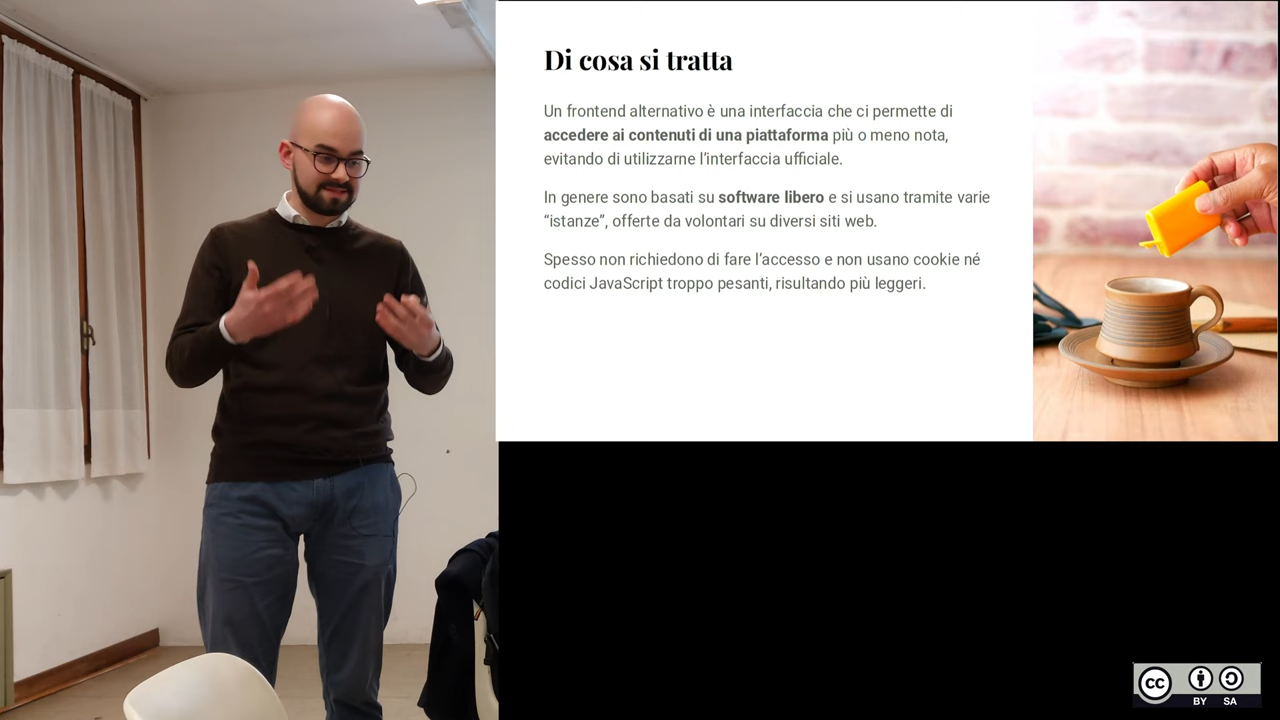 Di cosa si tratta
Un frontend alternativo è una interfaccia che ci permette di
accedere ai contenuti di una piattaforma più o meno nota,
evitando di utilizzarne l’interfaccia ufficiale.
In genere sono basati su software libero e si usano tramite varie
“istanze”, offerte da volontari su diversi siti web.
Spesso non richiedono di fare l’accesso e non usano cookie né
codici JavaScript troppo pesanti, risultando più leggeri.
CC
BY SA